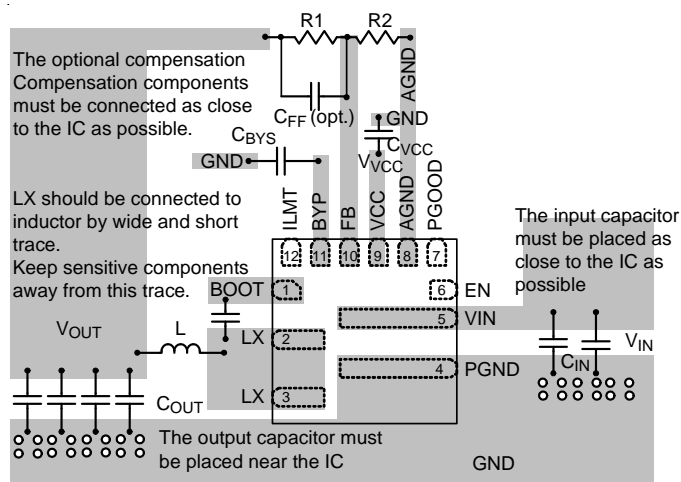 R1 R2
The optional compensation
Compensation components
must be connected as close
to the IC as possible.
AGND
CFF (opt.)
GND
CBYS
CVCC
GND
VVCC
LX should be connected to
inductor by wide and short
trace.
Keep sensitive components
away from this trace.
ILMT
BYP
FB
VCC
AGND
PGOOD
12 11 10 9 8 7
The input capacitor
must be placed as
close to the IC as
possible
BOOT 1
6 EN
5 VIN
VOUT
L
LX 2
VIN
CIN
4 PGND
LX 3
COUT
The output capacitor must
be placed near the IC
GND